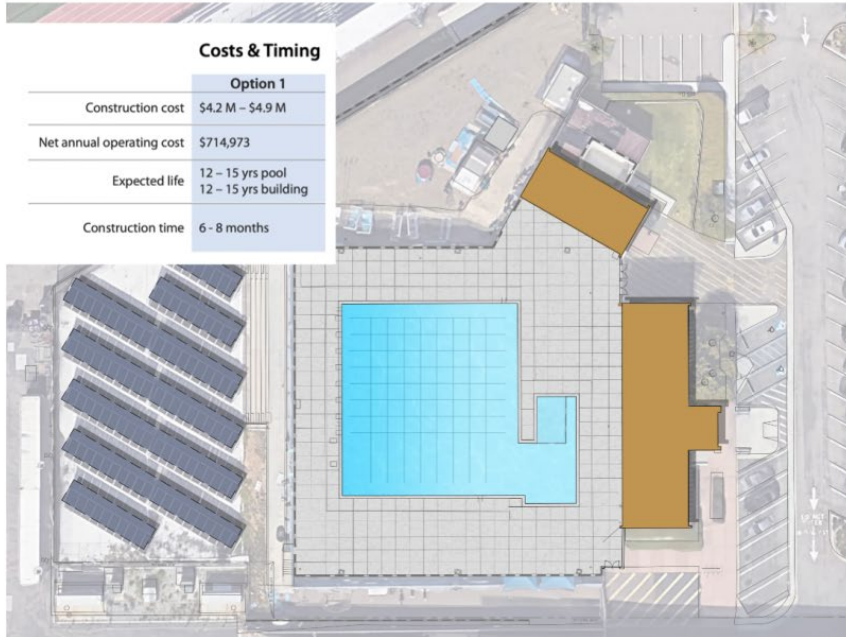 Costs & Timing
Option 1
Construction cost $4.2 M – $4.9 M
Net annual operating cost $714,973
Expected life 12 – 15 yrs pool
12 – 15 yrs building
Construction time 6 - 8 months